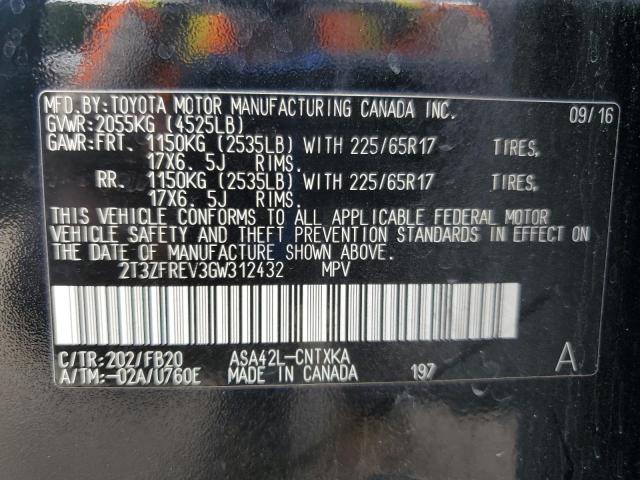 MFD.BY:TOYOTA MOTOR MANUFACTURING CANADA INC. 09/16
GVWR:2055KG (4525LB)
GAWR:FRT. 1150KG (2535LB) WITH 225/65R17 TIRES,
17X6. 5J RIMS.
RR. 1150KG (2535LB) WITH 225/65R17 TIRES,
17X6. 5J RIMS.
THIS VEHICLE CONFORMS TO ALL APPLICABLE FEDERAL MOTOR
VEHICLE SAFETY AND THEFT PREVENTION STANDARDS IN EFFECT ON
THE DATE OF MANUFACTURE SHOWN ABOVE.
2T3ZFREV3GW312432 MPV
C/TR:202/FB20 ASA42L-CNTXKA
A/TM:-02A/U760E MADE IN CANADA 197 A